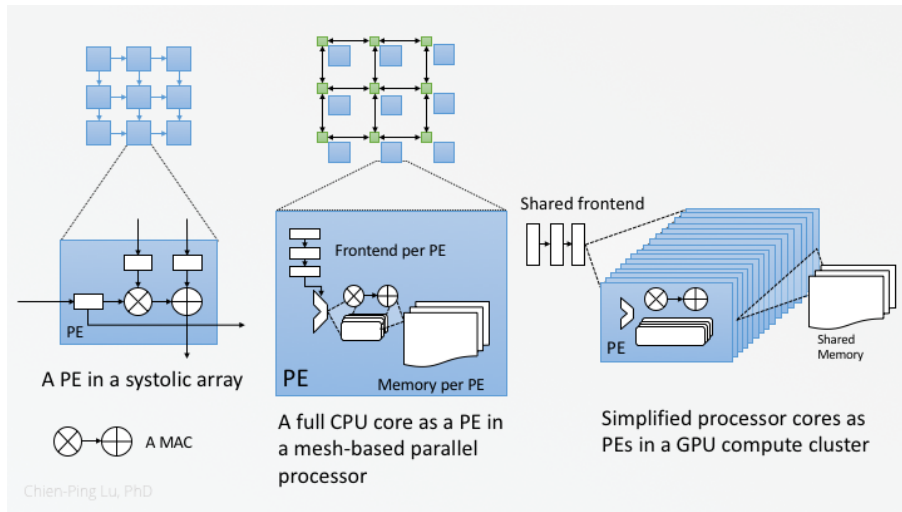 Shared frontend
Frontend per PE
PE
PE
Memory per PE
PE
Shared
Memory
A PE in a systolic array
A full CPU core as a PE in
a mesh-based parallel
processor
Simplified processor cores as
PEs in a GPU compute cluster
A MAC
Chien-Ping Lu, PhD